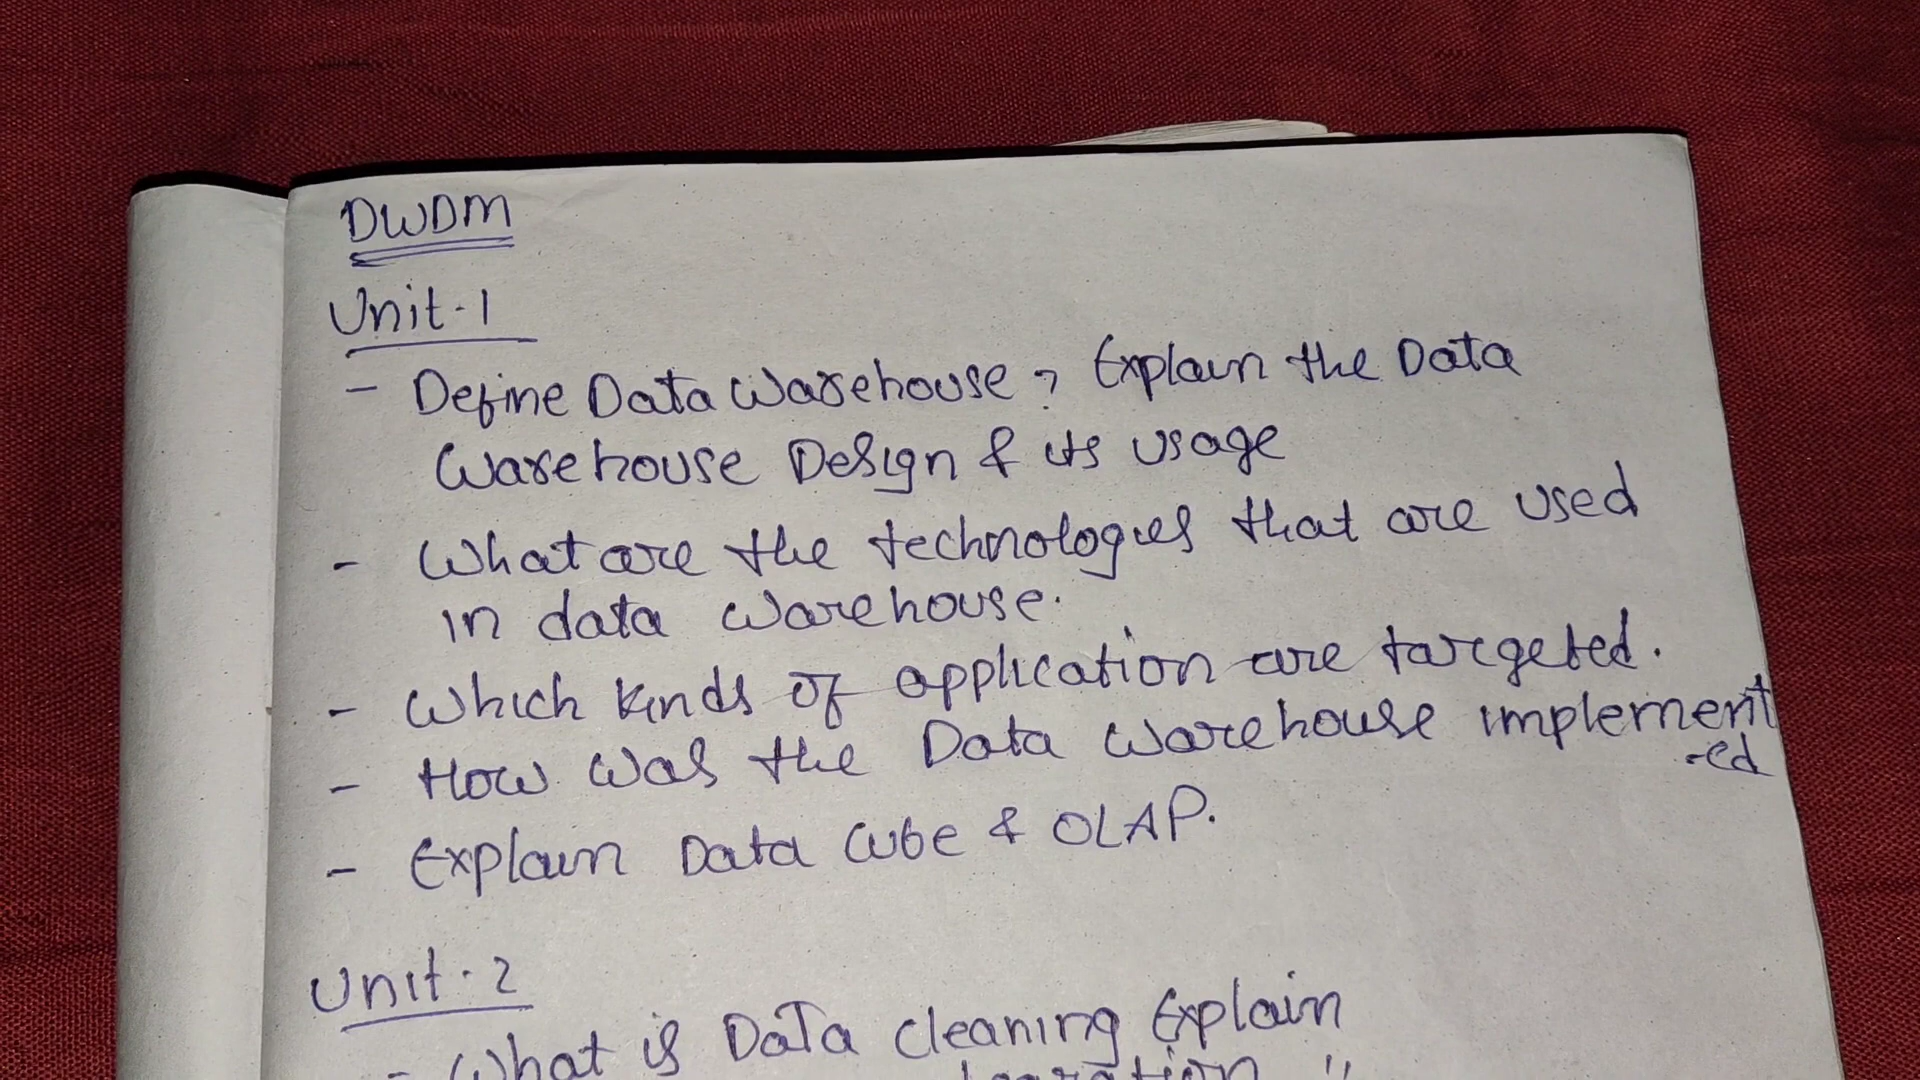 DWDM
Unit-1
- Define Data Warehouse? Explain the Data
Warehouse Design & its usage
- What are the technologies that are used
in data warehouse.
- Which kinds of application are targeted.
- How was the Data Warehouse implement
-ed
- Explain Data Cube & OLAP.
Unit-2
- What is Data Cleaning Explain
"